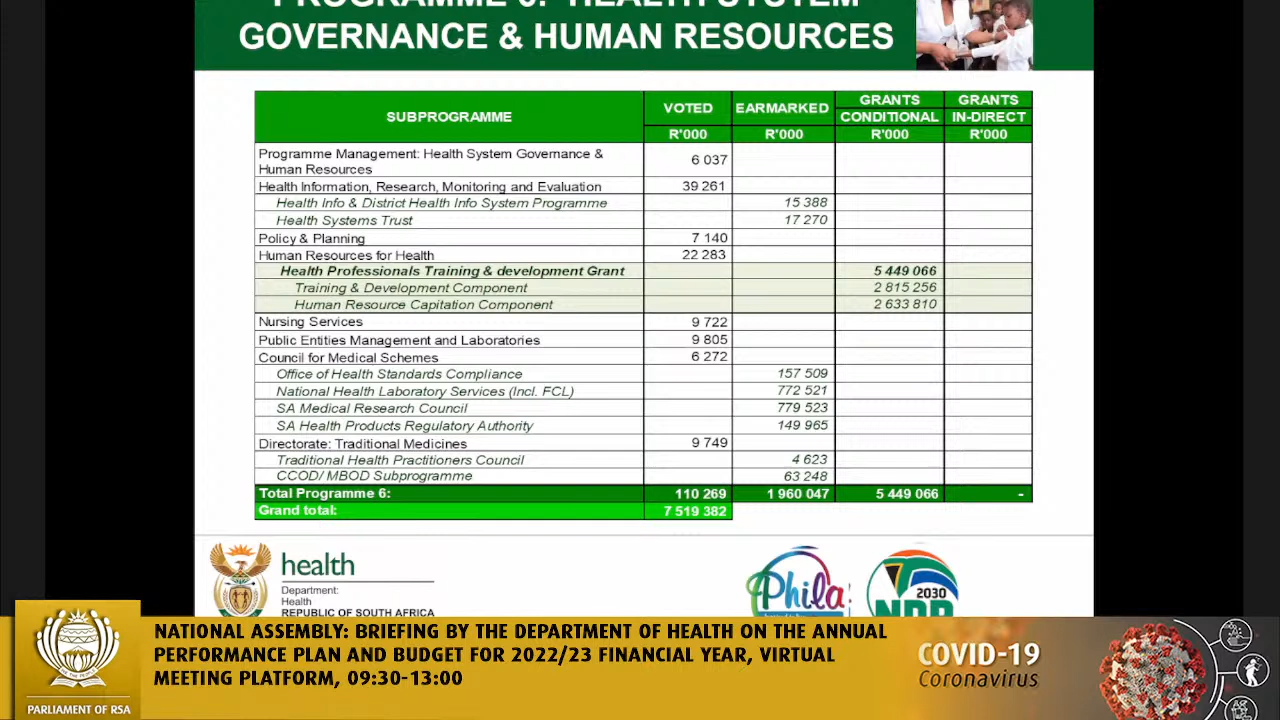 PROGRAMME 6: HEALTH SYSTEM
GOVERNANCE & HUMAN RESOURCES
SUBPROGRAMME VOTED EARMARKED GRANTS CONDITIONAL GRANTS IN-DIRECT
R'000 R'000 R'000 R'000
Programme Management: Health System Governance &
Human Resources 6 037
Health Information, Research, Monitoring and Evaluation 39 261
Health Info & District Health Info System Programme 15 388
Health Systems Trust 17 270
Policy & Planning 7 140
Human Resources for Health 22 283
Health Professionals Training & development Grant 5 449 066
Training & Development Component 2 815 256
Human Resource Capitation Component 2 633 810
Nursing Services 9 722
Public Entities Management and Laboratories 9 805
Council for Medical Schemes 6 272
Office of Health Standards Compliance 157 509
National Health Laboratory Services (Incl. FCL) 772 521
SA Medical Research Council 779 523
SA Health Products Regulatory Authority 149 965
Directorate: Traditional Medicines 9 749
Traditional Health Practitioners Council 4 623
CCOD/ MBOD Subprogramme 63 248
Total Programme 6: 110 269 1 960 047 5 449 066 -
Grand total: 7 519 382
health
Department:
Health
REPUBLIC OF SOUTH AFRICA
Phila
2030
NDP
NATIONAL ASSEMBLY: BRIEFING BY THE DEPARTMENT OF HEALTH ON THE ANNUAL
PERFORMANCE PLAN AND BUDGET FOR 2022/23 FINANCIAL YEAR, VIRTUAL
MEETING PLATFORM, 09:30-13:00
PARLIAMENT OF RSA
COVID-19
Coronavirus